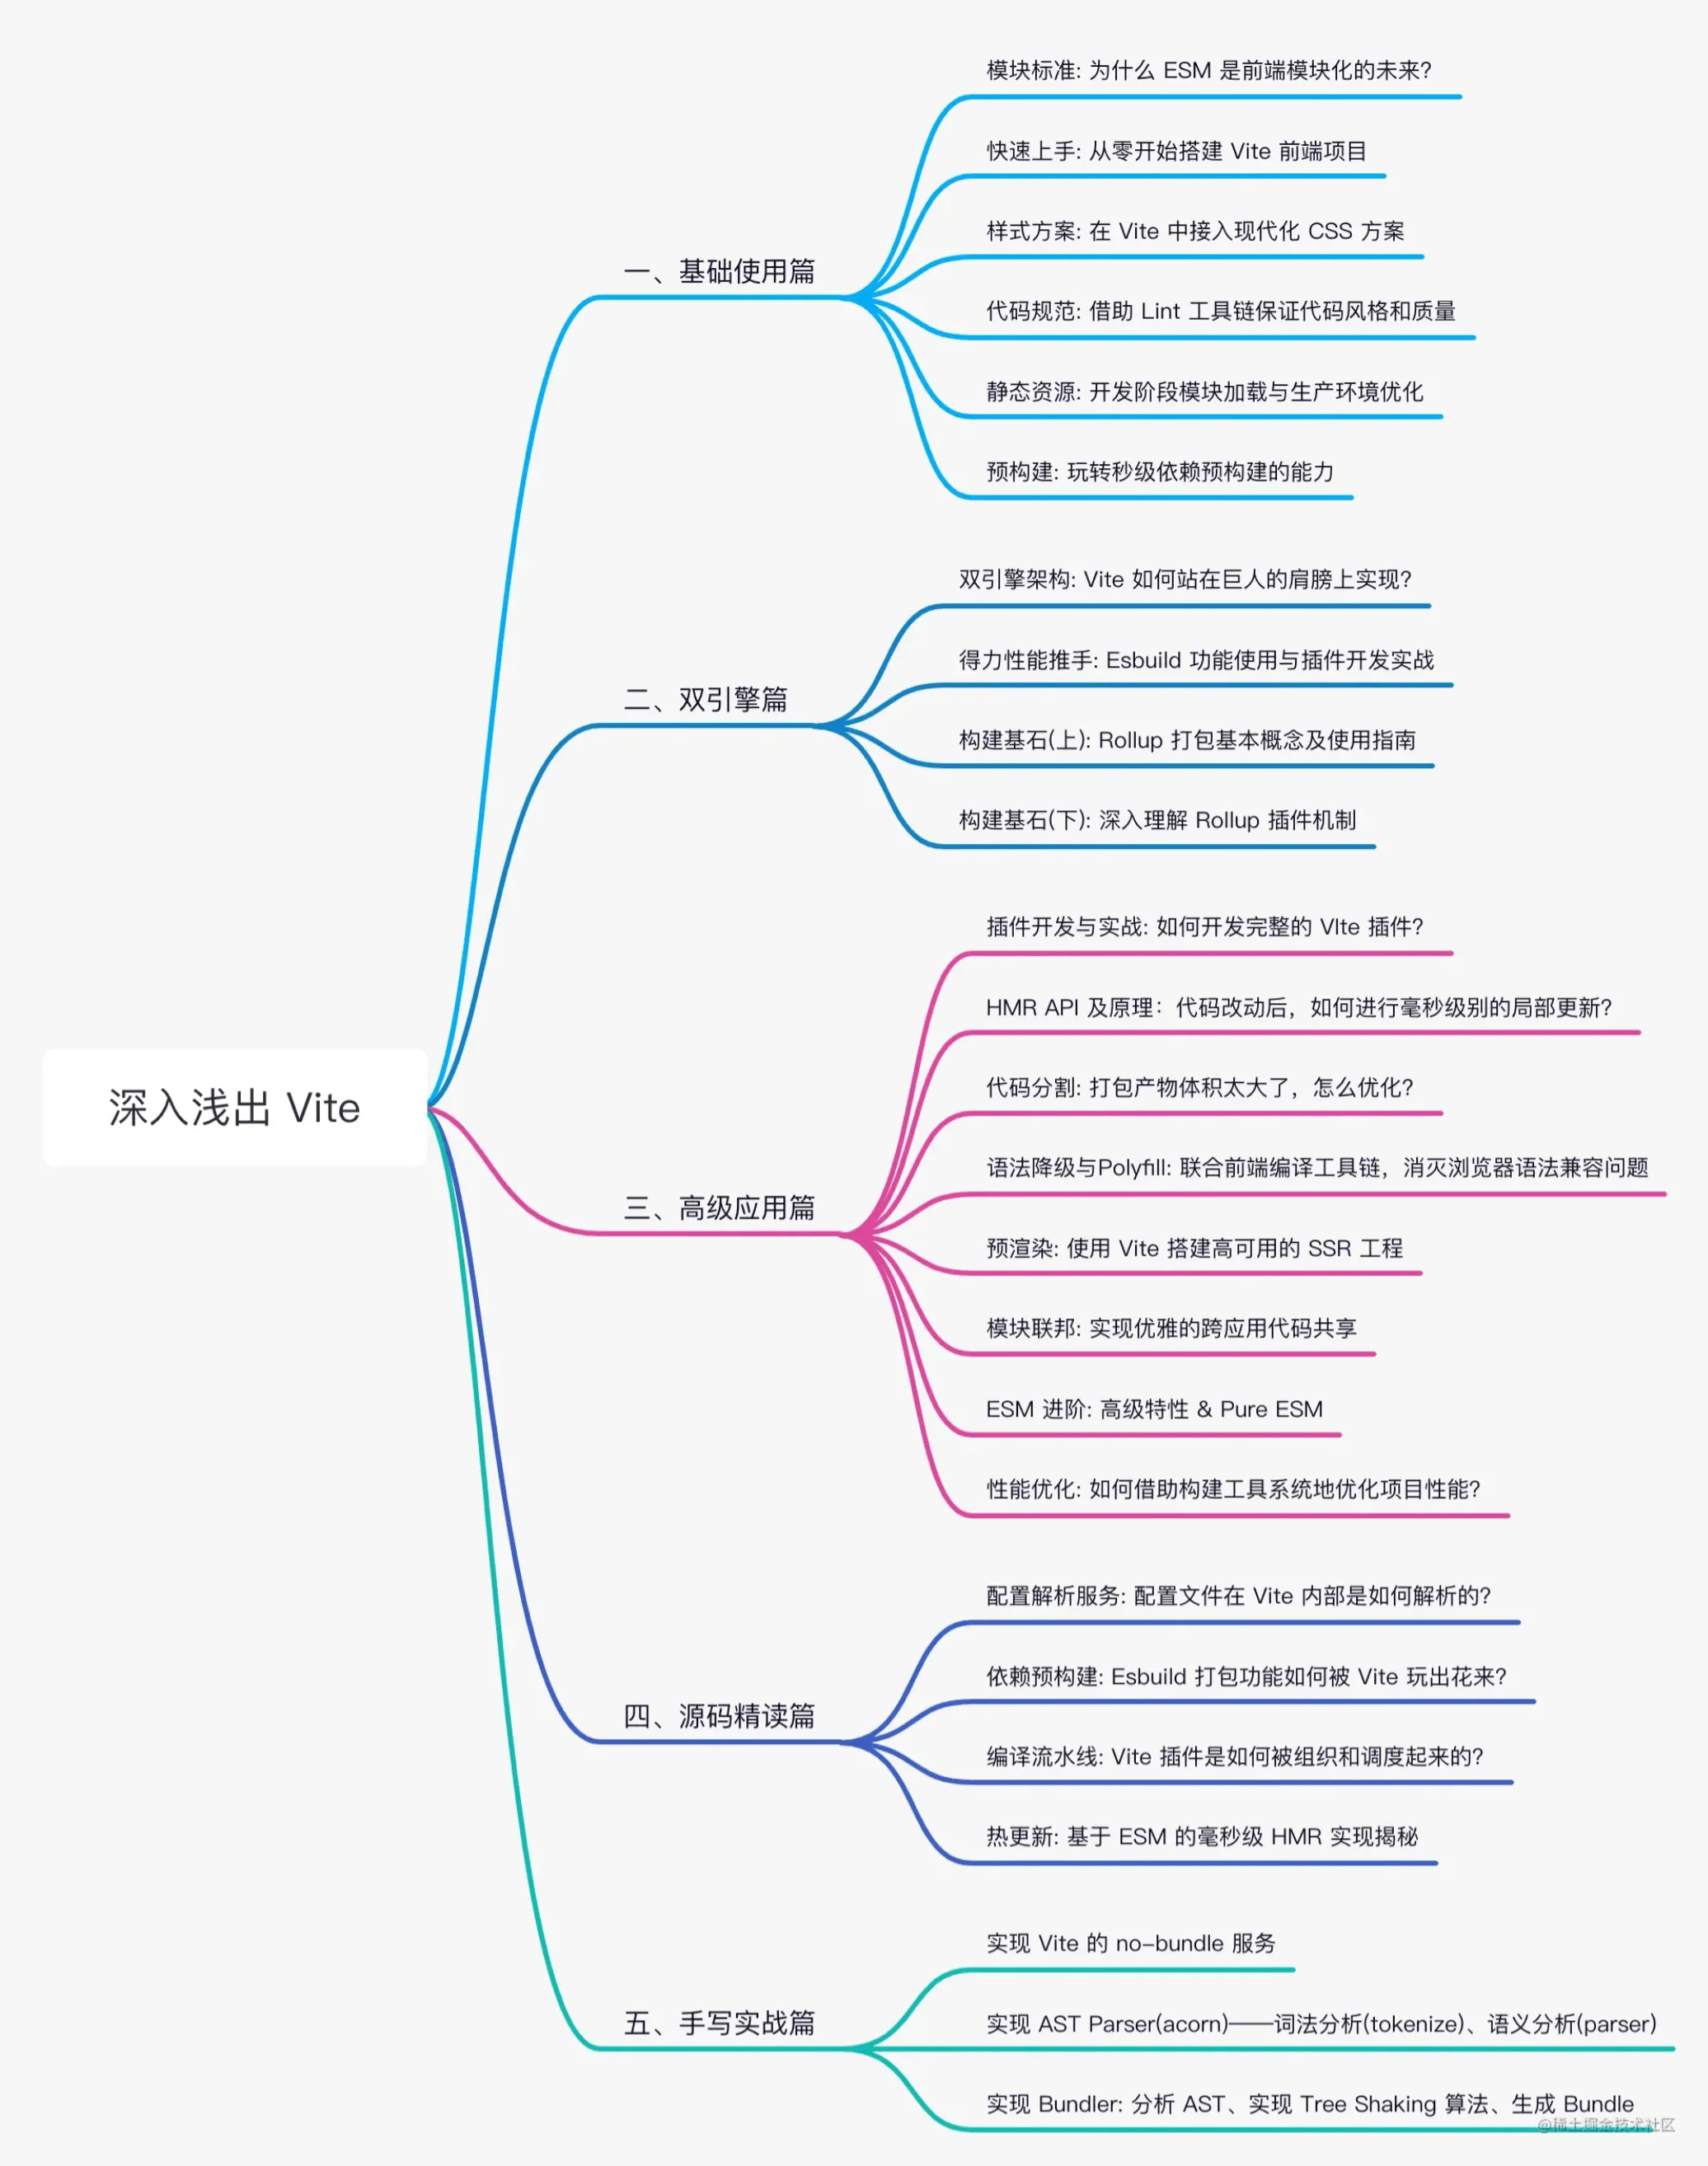 深入浅出 Vite
一、基础使用篇
模块标准: 为什么 ESM 是前端模块化的未来?
快速上手: 从零开始搭建 Vite 前端项目
样式方案: 在 Vite 中接入现代化 CSS 方案
代码规范: 借助 Lint 工具链保证代码风格和质量
静态资源: 开发阶段模块加载与生产环境优化
预构建: 玩转秒级依赖预构建的能力
二、双引擎篇
双引擎架构: Vite 如何站在巨人的肩膀上实现?
得力性能推手: Esbuild 功能使用与插件开发实战
构建基石(上): Rollup 打包基本概念及使用指南
构建基石(下): 深入理解 Rollup 插件机制
三、高级应用篇
插件开发与实战: 如何开发完整的 VIte 插件?
HMR API 及原理：代码改动后，如何进行毫秒级别的局部更新?
代码分割: 打包产物体积太大了，怎么优化?
语法降级与Polyfill: 联合前端编译工具链，消灭浏览器语法兼容问题
预渲染: 使用 Vite 搭建高可用的 SSR 工程
模块联邦: 实现优雅的跨应用代码共享
ESM 进阶: 高级特性 & Pure ESM
性能优化: 如何借助构建工具系统地优化项目性能?
四、源码精读篇
配置解析服务: 配置文件在 Vite 内部是如何解析的?
依赖预构建: Esbuild 打包功能如何被 Vite 玩出花来?
编译流水线: Vite 插件是如何被组织和调度起来的?
热更新: 基于 ESM 的毫秒级 HMR 实现揭秘
五、手写实战篇
实现 Vite 的 no-bundle 服务
实现 AST Parser(acorn)——词法分析(tokenize)、语义分析(parser)
实现 Bundler: 分析 AST、实现 Tree Shaking 算法、生成 Bundle
@稀土掘金技术社区